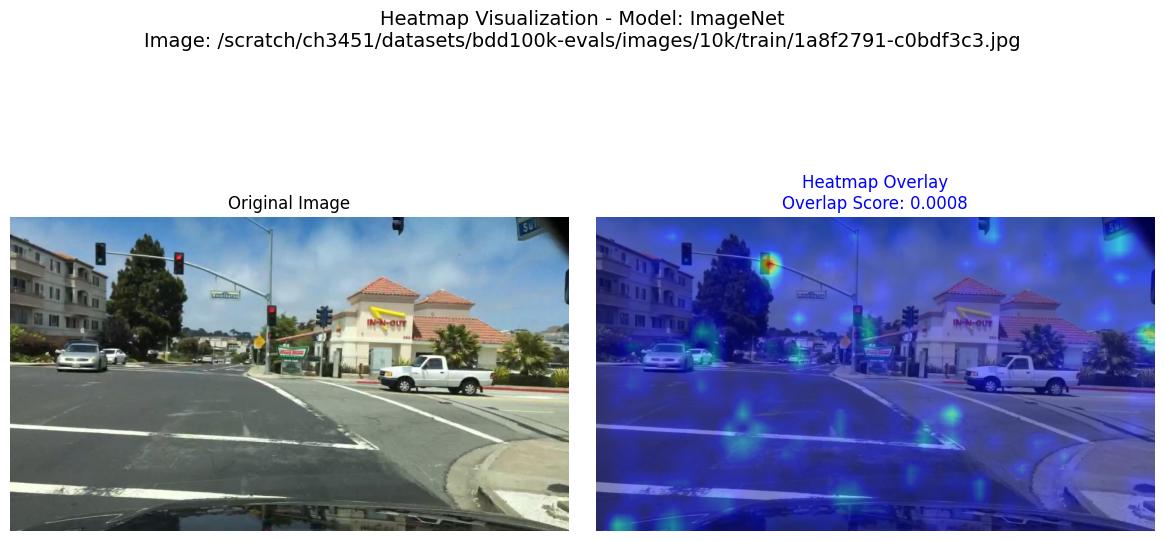 Heatmap Visualization - Model: ImageNet
Image: /scratch/ch3451/datasets/bdd100k-evals/images/10k/train/1a8f2791-c0bdf3c3.jpg
Original Image
Heatmap Overlay
Overlap Score: 0.0008
IN-N-OUT
IN-N-OUT